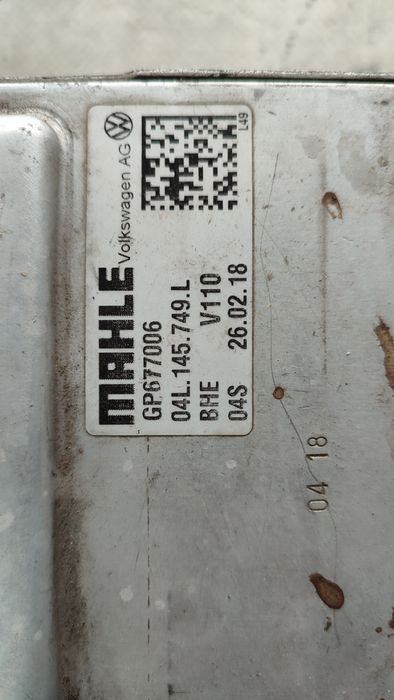 Volkswagen AG
L49
MAHLE
GP677006
04L.145.749.L
BHE V110
04S 26.02.18
04 18